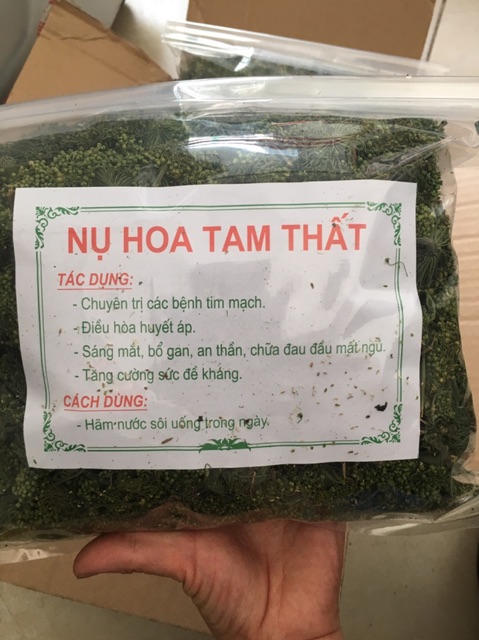 NỤ HOA TAM THẤT
TÁC DỤNG:
- Chuyên trị các bệnh tim mạch.
- Điều hòa huyết áp.
- Sáng mắt, bổ gan, an thần, chữa đau đầu mất ngủ.
- Tăng cường sức đề kháng.
CÁCH DÙNG:
- Hãm nước sôi uống trong ngày.